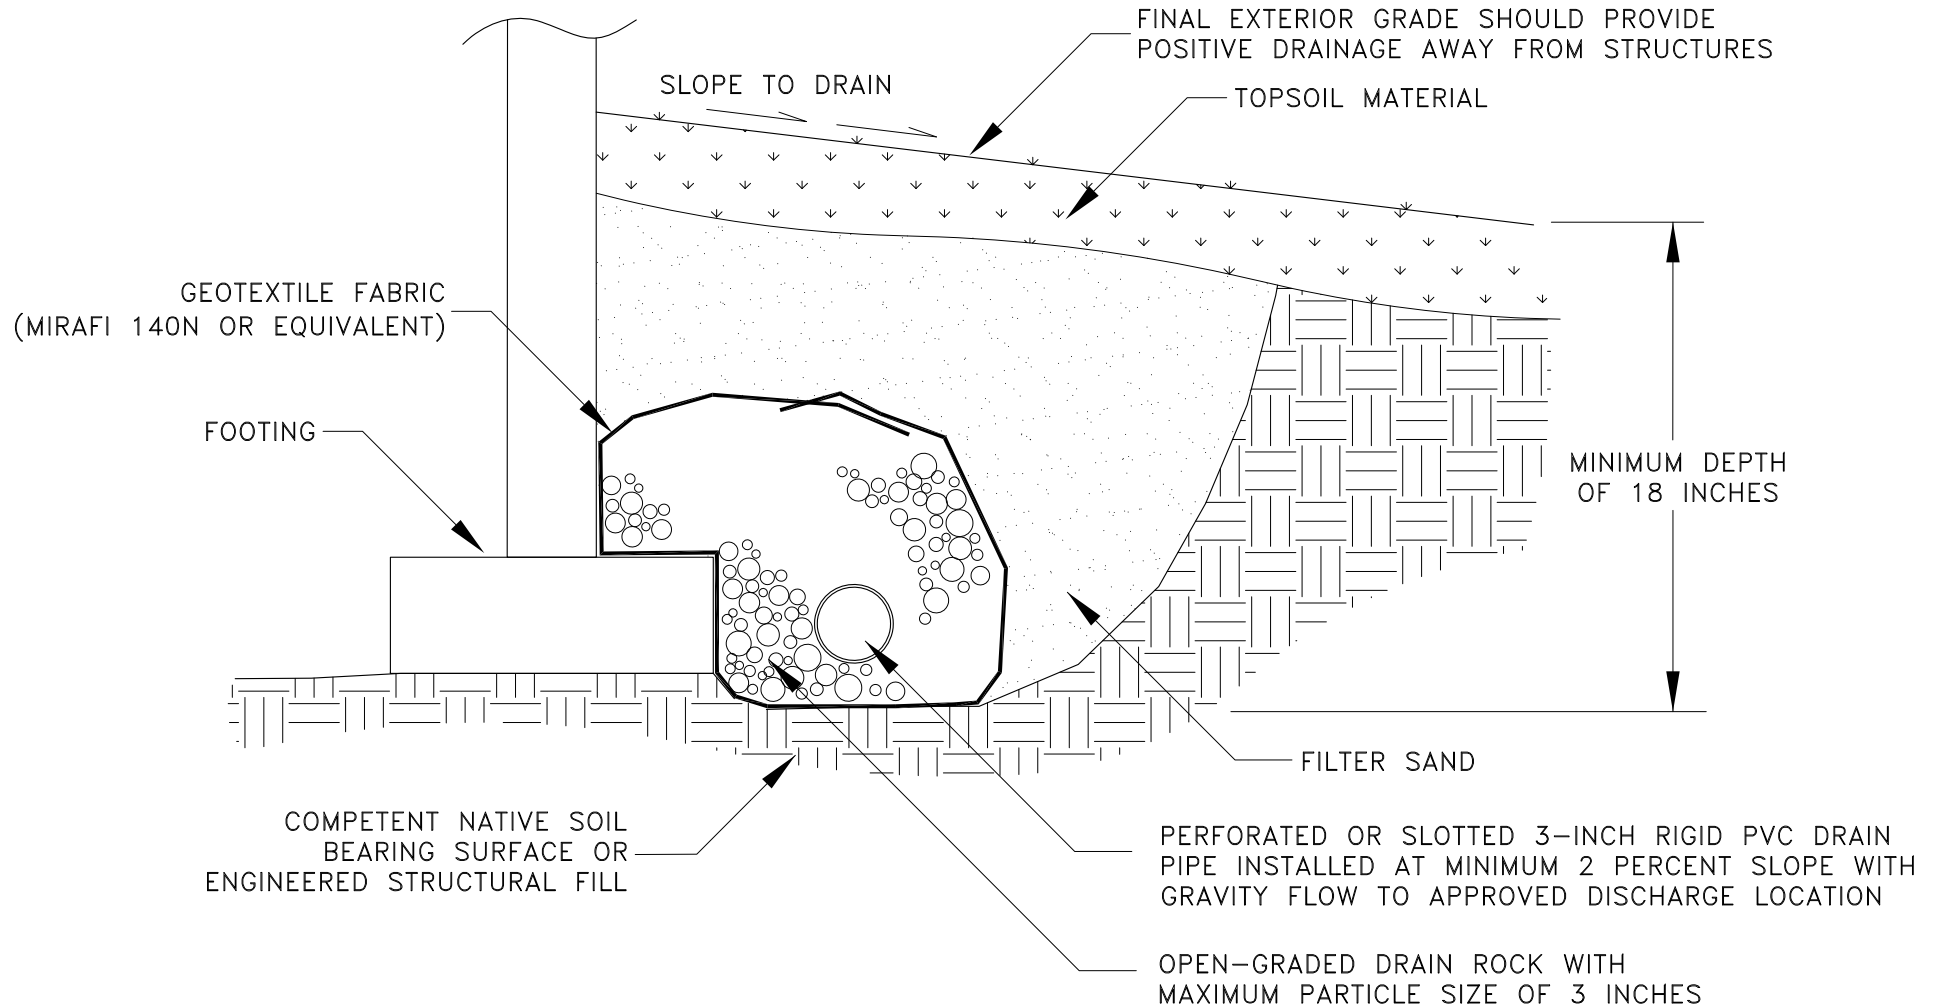 FINAL EXTERIOR GRADE SHOULD PROVIDE
POSITIVE DRAINAGE AWAY FROM STRUCTURES
SLOPE TO DRAIN
TOPSOIL MATERIAL
GEOTEXTILE FABRIC
(MIRAFI 140N OR EQUIVALENT)
FOOTING
MINIMUM DEPTH
OF 18 INCHES
FILTER SAND
COMPETENT NATIVE SOIL
BEARING SURFACE OR
ENGINEERED STRUCTURAL FILL
PERFORATED OR SLOTTED 3-INCH RIGID PVC DRAIN
PIPE INSTALLED AT MINIMUM 2 PERCENT SLOPE WITH
GRAVITY FLOW TO APPROVED DISCHARGE LOCATION
OPEN-GRADED DRAIN ROCK WITH
MAXIMUM PARTICLE SIZE OF 3 INCHES